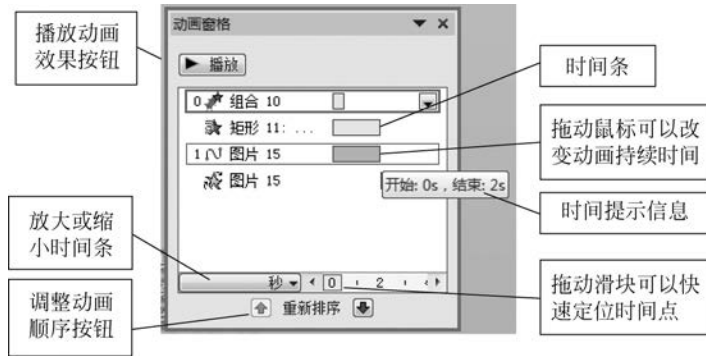 播放动画
效果按钮
动画窗格
播放
时间条
0 组合 10
矩形 11: ...
1 图片 15
图片 15
拖动鼠标可以改
变动画持续时间
开始: 0s, 结束: 2s
时间提示信息
放大或缩
小时间条
秒 0 2 4
拖动滑块可以快
速定位时间点
调整动画
顺序按钮
重新排序